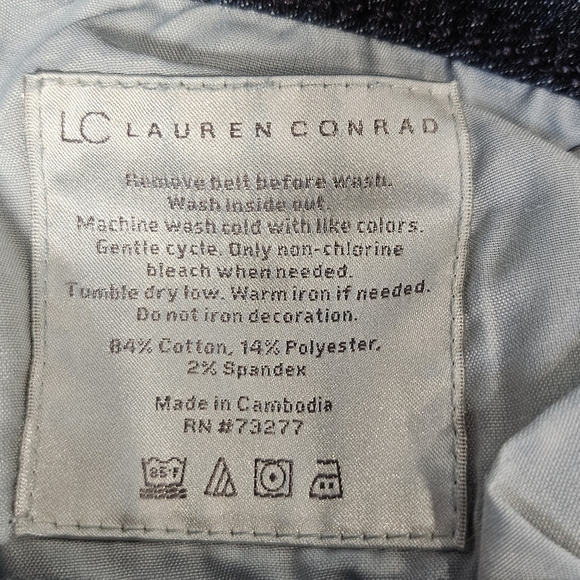 LC LAUREN CONRAD
Remove belt before wash.
Wash inside out.
Machine wash cold with like colors.
Gentle cycle. Only non-chlorine
bleach when needed.
Tumble dry low. Warm iron if needed.
Do not iron decoration.
84% Cotton, 14% Polyester,
2% Spandex
Made in Cambodia
RN #73277
85°F